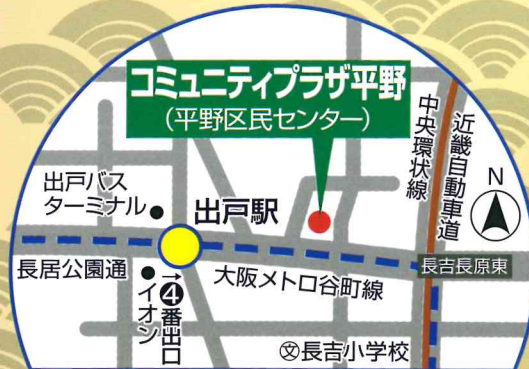 コミュニティプラザ平野
(平野区民センター)
中央環状線
近畿自動車道
N
出戸バス
ターミナル
出戸駅
長居公園通
大阪メトロ谷町線
長吉長原東
イオン
→④番出口
文長吉小学校